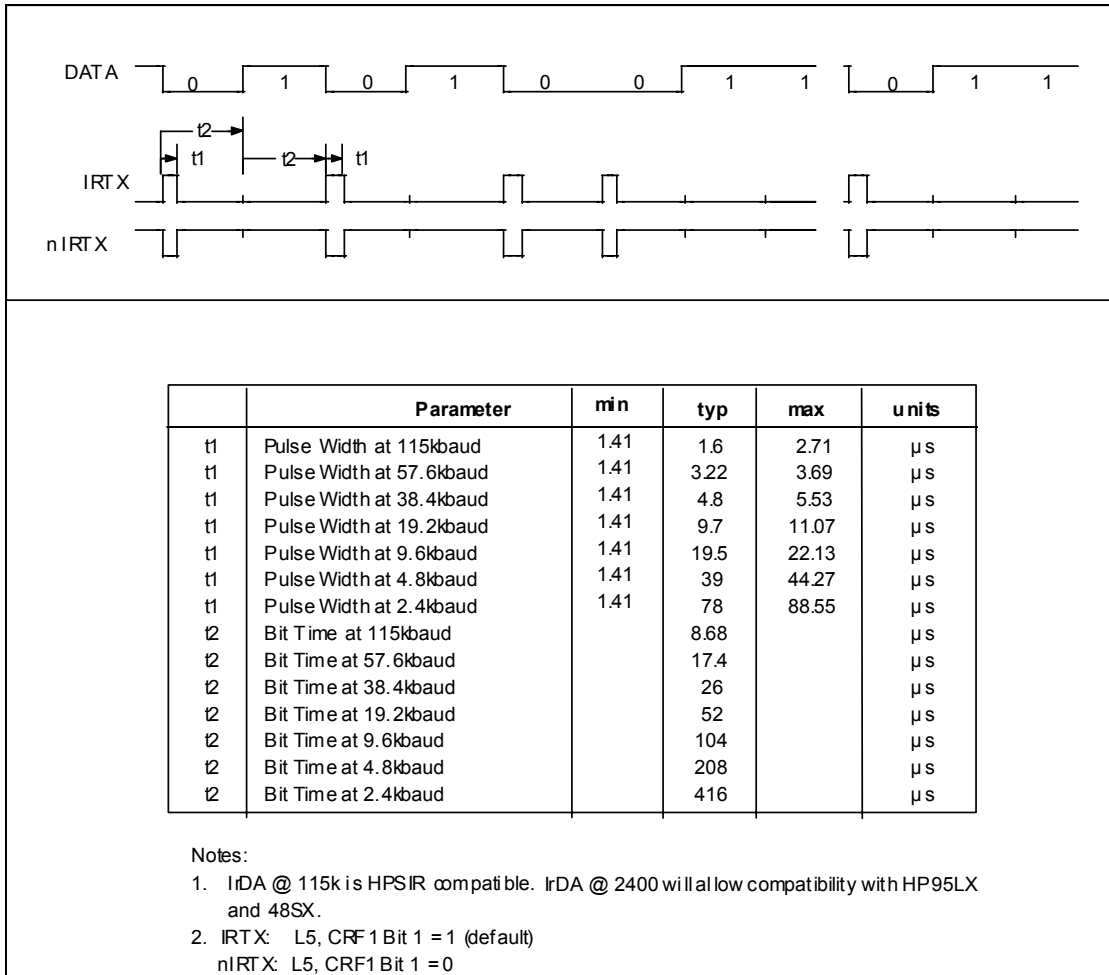 DATA 0 1 0 1 0 0 1 1 0 1 1
t2
t1 t2 t1
IRTX
nIRTX
Parameter min typ max units
t1 Pulse Width at 115kbaud 1.41 1.6 2.71 µs
t1 Pulse Width at 57.6kbaud 1.41 3.22 3.69 µs
t1 Pulse Width at 38.4kbaud 1.41 4.8 5.53 µs
t1 Pulse Width at 19.2kbaud 1.41 9.7 11.07 µs
t1 Pulse Width at 9.6kbaud 1.41 19.5 22.13 µs
t1 Pulse Width at 4.8kbaud 1.41 39 44.27 µs
t1 Pulse Width at 2.4kbaud 1.41 78 88.55 µs
t2 Bit Time at 115kbaud 8.68 µs
t2 Bit Time at 57.6kbaud 17.4 µs
t2 Bit Time at 38.4kbaud 26 µs
t2 Bit Time at 19.2kbaud 52 µs
t2 Bit Time at 9.6kbaud 104 µs
t2 Bit Time at 4.8kbaud 208 µs
t2 Bit Time at 2.4kbaud 416 µs
Notes:
1. IrDA @ 115k is HPSIR compatible. IrDA @ 2400 will allow compatibility with HP95LX
and 48SX.
2. IRTX: L5, CRF1 Bit 1 = 1 (default)
nIRTX: L5, CRF1 Bit 1 = 0